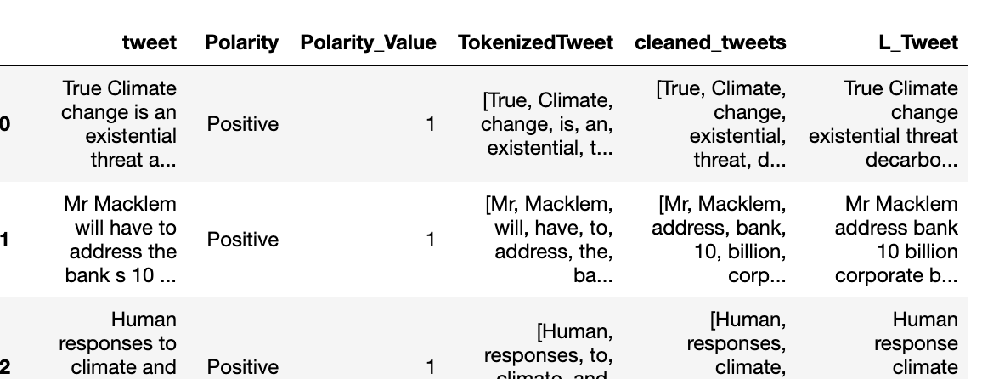 tweet Polarity Polarity_Value TokenizedTweet cleaned_tweets L_Tweet
0
True Climate
change is an
existential
threat a...
Positive
1
[True, Climate,
change, is, an,
existential, t...
[True, Climate,
change,
existential,
threat, d...
True Climate
change
existential threat
decarbo...
1
Mr Macklem
will have to
address the
bank s 10 ...
Positive
1
[Mr, Macklem,
will, have, to,
address, the,
ba...
[Mr, Macklem,
address, bank,
10, billion,
corp...
Mr Macklem
address bank
10 billion
corporate b...
2
Human
responses to
climate and
Positive
1
[Human,
responses, to,
climate, and,
[Human,
responses,
climate,
Human
response
climate